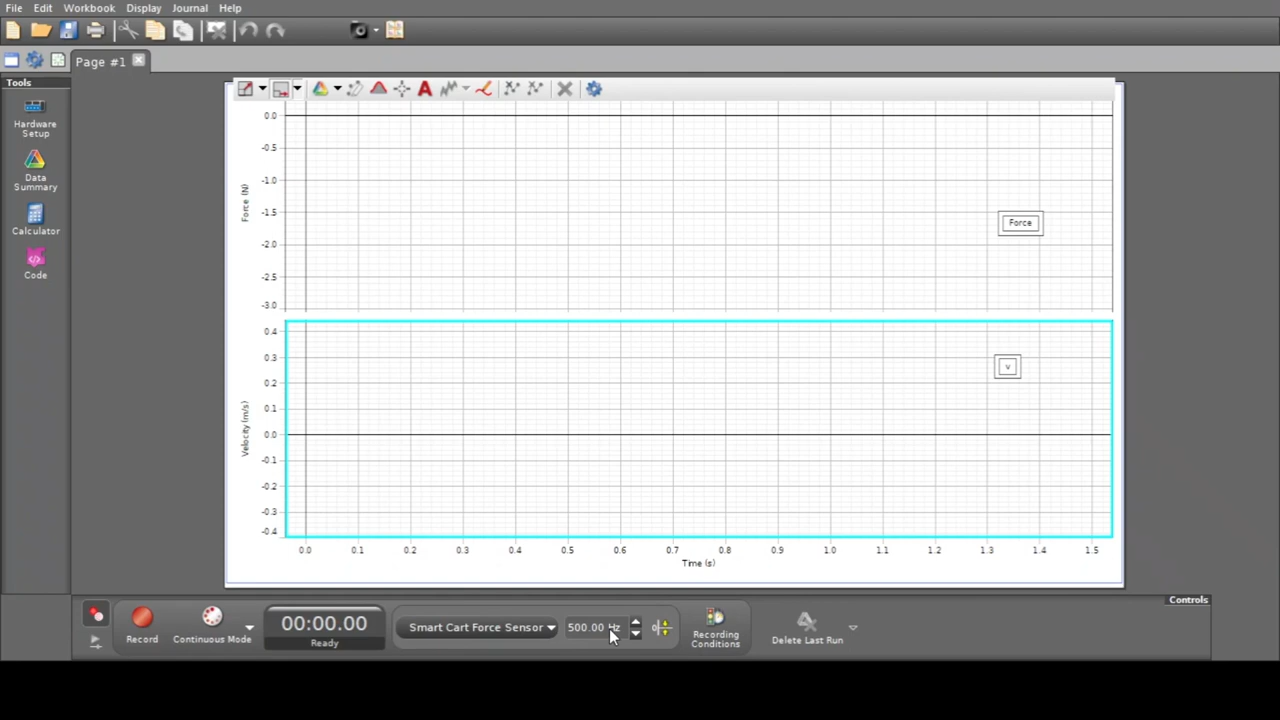 File Edit Workbook Display Journal Help
Page #1
Tools
Hardware
Setup
Data
Summary
Calculator
Code
A
0.0
-0.5
-1.0
-1.5
-2.0
-2.5
-3.0
Force (N)
Force
0.4
0.3
0.2
0.1
0.0
-0.1
-0.2
-0.3
-0.4
Velocity (m/s)
v
0.0 0.1 0.2 0.3 0.4 0.5 0.6 0.7 0.8 0.9 1.0 1.1 1.2 1.3 1.4 1.5
Time (s)
Controls
Record
Continuous Mode
00:00.00
Ready
Smart Cart Force Sensor
500.00 Hz
Recording
Conditions
Delete Last Run